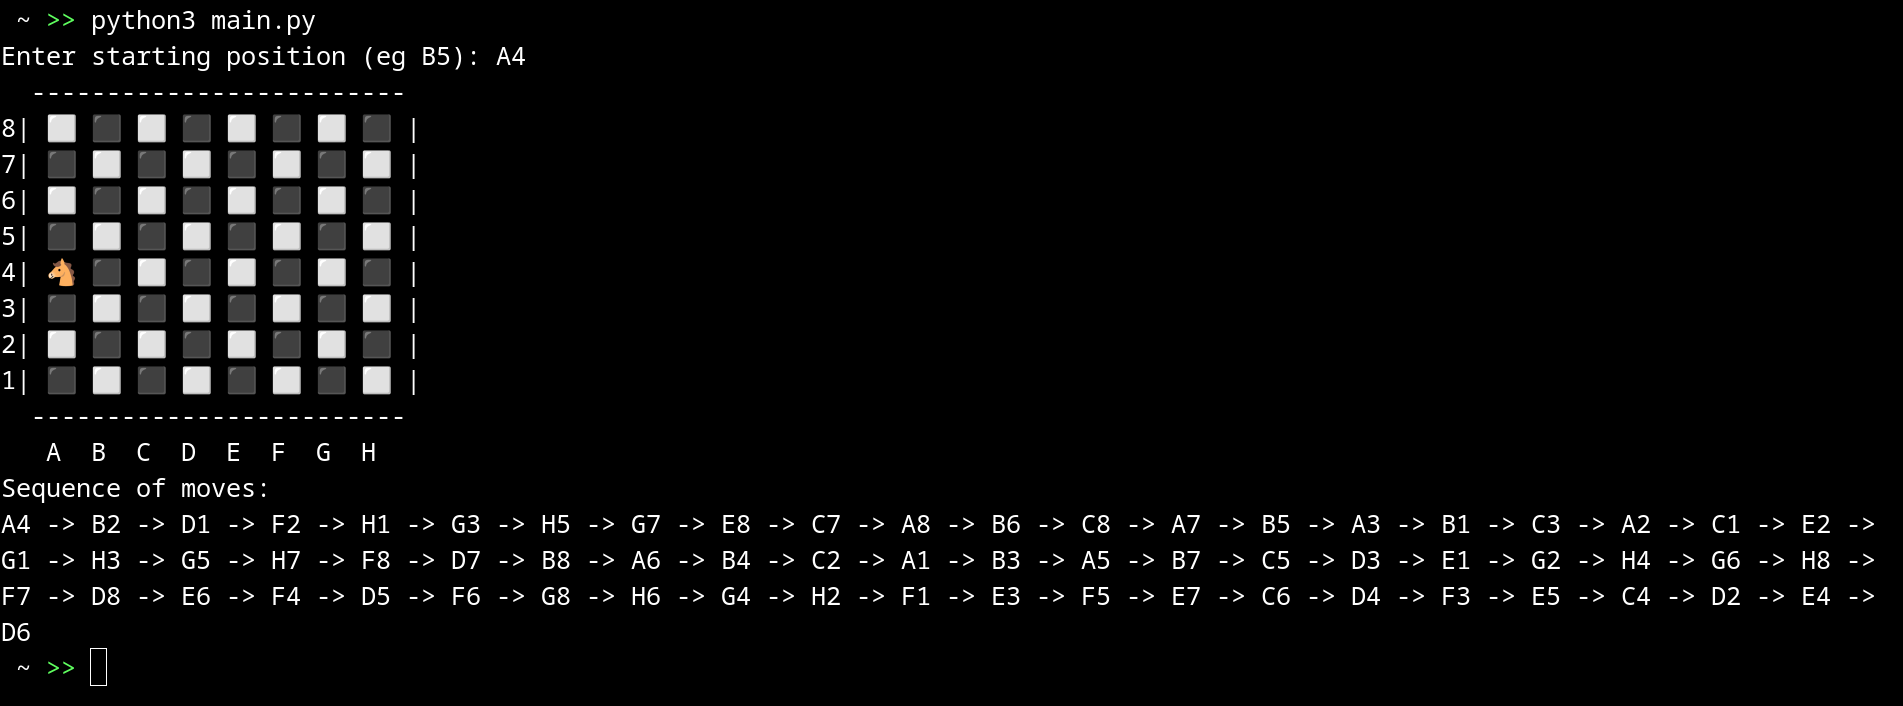 ~ >> python3 main.py
Enter starting position (eg B5): A4
-------------------------
8| ⬜ ⬛ ⬜ ⬛ ⬜ ⬛ ⬜ ⬛ |
7| ⬛ ⬜ ⬛ ⬜ ⬛ ⬜ ⬛ ⬜ |
6| ⬜ ⬛ ⬜ ⬛ ⬜ ⬛ ⬜ ⬛ |
5| ⬛ ⬜ ⬛ ⬜ ⬛ ⬜ ⬛ ⬜ |
4| 🐴 ⬛ ⬜ ⬛ ⬜ ⬛ ⬜ ⬛ |
3| ⬛ ⬜ ⬛ ⬜ ⬛ ⬜ ⬛ ⬜ |
2| ⬜ ⬛ ⬜ ⬛ ⬜ ⬛ ⬜ ⬛ |
1| ⬛ ⬜ ⬛ ⬜ ⬛ ⬜ ⬛ ⬜ |
-------------------------
A B C D E F G H
Sequence of moves:
A4 -> B2 -> D1 -> F2 -> H1 -> G3 -> H5 -> G7 -> E8 -> C7 -> A8 -> B6 -> C8 -> A7 -> B5 -> A3 -> B1 -> C3 -> A2 -> C1 -> E2 ->
G1 -> H3 -> G5 -> H7 -> F8 -> D7 -> B8 -> A6 -> B4 -> C2 -> A1 -> B3 -> A5 -> B7 -> C5 -> D3 -> E1 -> G2 -> H4 -> G6 -> H8 ->
F7 -> D8 -> E6 -> F4 -> D5 -> F6 -> G8 -> H6 -> G4 -> H2 -> F1 -> E3 -> F5 -> E7 -> C6 -> D4 -> F3 -> E5 -> C4 -> D2 -> E4 ->
D6
~ >>